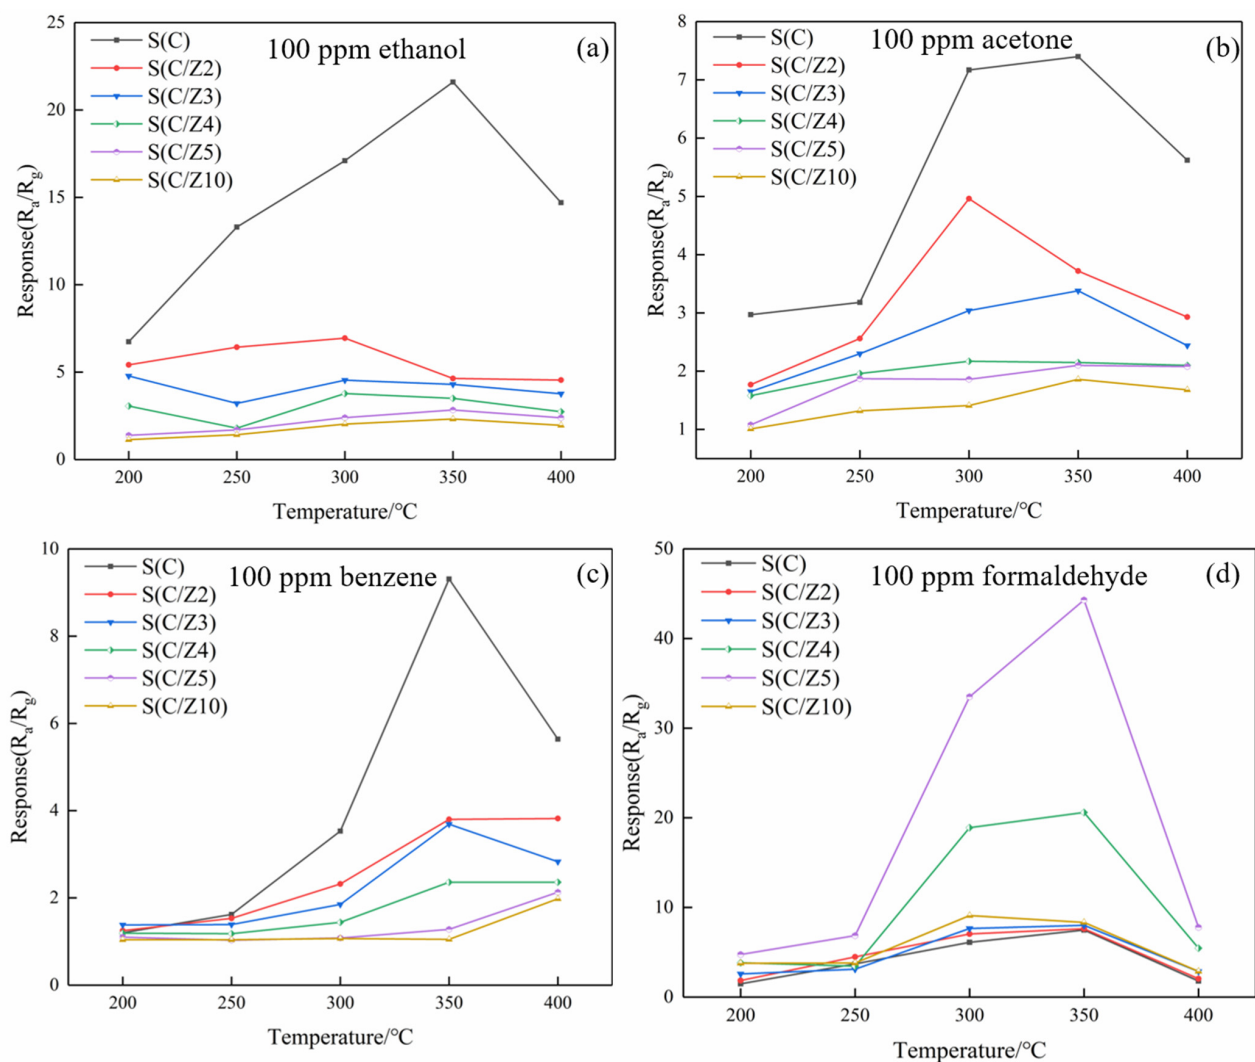 100 ppm ethanol
(a)
S(C)
S(C/Z2)
S(C/Z3)
S(C/Z4)
S(C/Z5)
S(C/Z10)
Response(Ra/Rg)
25
20
15
10
5
0
200 250 300 350 400
Temperature/°C
100 ppm acetone
(b)
S(C)
S(C/Z2)
S(C/Z3)
S(C/Z4)
S(C/Z5)
S(C/Z10)
Response(Ra/Rg)
8
7
6
5
4
3
2
1
200 250 300 350 400
Temperature/°C
100 ppm benzene
(c)
S(C)
S(C/Z2)
S(C/Z3)
S(C/Z4)
S(C/Z5)
S(C/Z10)
Response(Ra/Rg)
10
8
6
4
2
0
200 250 300 350 400
Temperature/°C
100 ppm formaldehyde
(d)
S(C)
S(C/Z2)
S(C/Z3)
S(C/Z4)
S(C/Z5)
S(C/Z10)
Response(Ra/Rg)
50
40
30
20
10
0
200 250 300 350 400
Temperature/°C